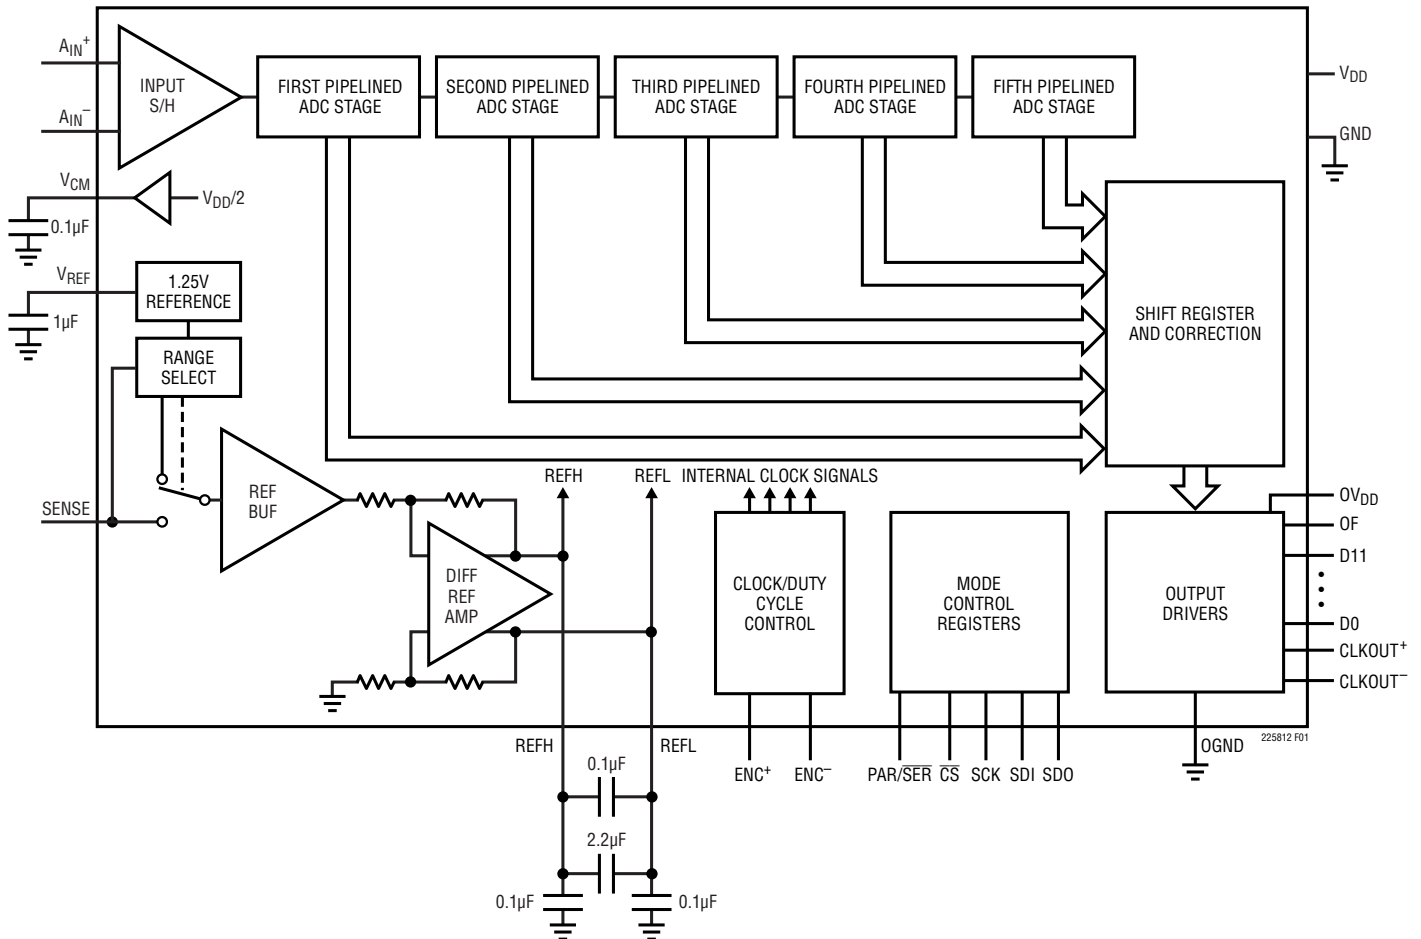 AIN+
INPUT
S/H
AIN−
FIRST PIPELINED
ADC STAGE
SECOND PIPELINED
ADC STAGE
THIRD PIPELINED
ADC STAGE
FOURTH PIPELINED
ADC STAGE
FIFTH PIPELINED
ADC STAGE
VDD
GND
VCM
VDD/2
0.1µF
VREF
1.25V
REFERENCE
1µF
RANGE
SELECT
SHIFT REGISTER
AND CORRECTION
SENSE
REF
BUF
REFH
REFL
INTERNAL CLOCK SIGNALS
DIFF
REF
AMP
CLOCK/DUTY
CYCLE
CONTROL
MODE
CONTROL
REGISTERS
OUTPUT
DRIVERS
OVDD
OF
D11
D0
CLKOUT+
CLKOUT−
REFH
REFL
ENC+
ENC−
PAR/SER
CS
SCK
SDI
SDO
OGND
225812 F01
0.1µF
2.2µF
0.1µF
0.1µF